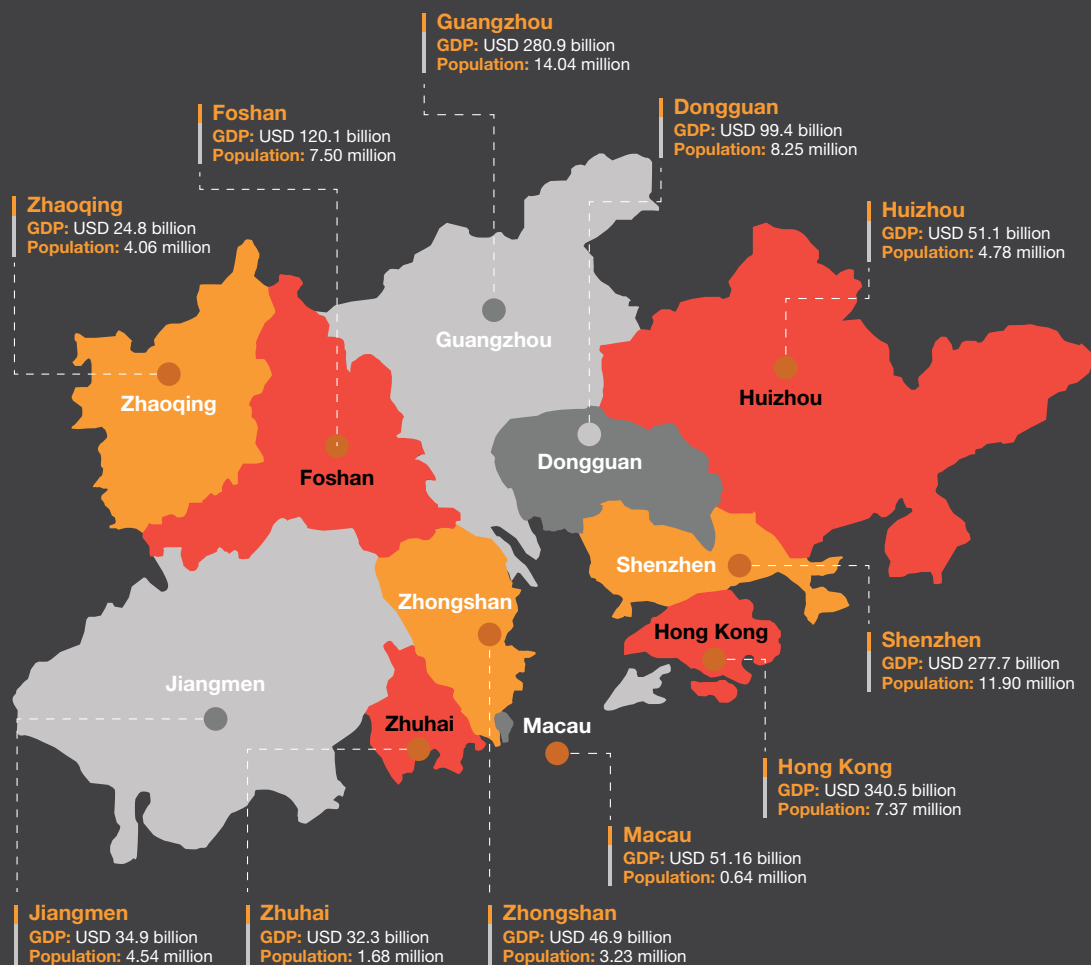 Guangzhou
GDP: USD 280.9 billion
Population: 14.04 million
Foshan
GDP: USD 120.1 billion
Population: 7.50 million
Dongguan
GDP: USD 99.4 billion
Population: 8.25 million
Zhaoqing
GDP: USD 24.8 billion
Population: 4.06 million
Huizhou
GDP: USD 51.1 billion
Population: 4.78 million
Guangzhou
Zhaoqing
Huizhou
Foshan
Dongguan
Shenzhen
Zhongshan
Hong Kong
Jiangmen
Zhuhai
Macau
Shenzhen
GDP: USD 277.7 billion
Population: 11.90 million
Hong Kong
GDP: USD 340.5 billion
Population: 7.37 million
Macau
GDP: USD 51.16 billion
Population: 0.64 million
Jiangmen
GDP: USD 34.9 billion
Population: 4.54 million
Zhuhai
GDP: USD 32.3 billion
Population: 1.68 million
Zhongshan
GDP: USD 46.9 billion
Population: 3.23 million